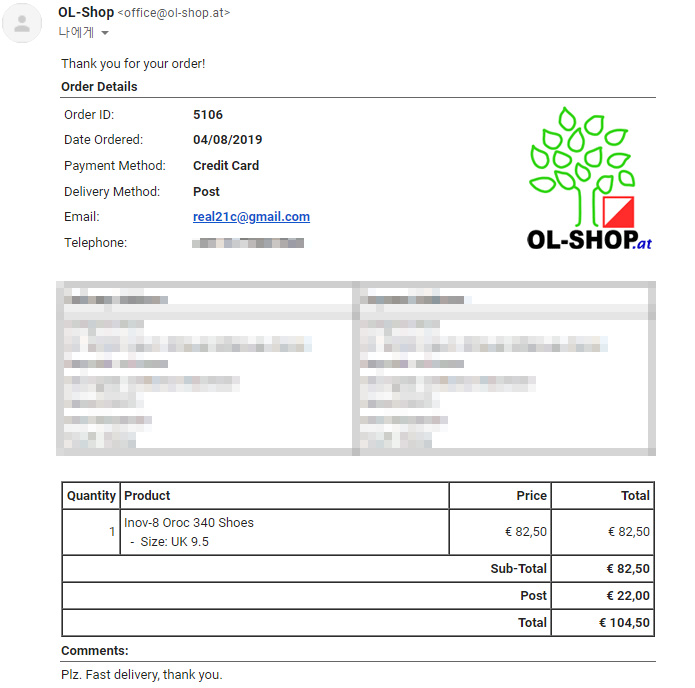 OL-Shop <office@ol-shop.at>
나에게
Thank you for your order!
Order Details
Order ID: 5106
Date Ordered: 04/08/2019
Payment Method: Credit Card
Delivery Method: Post
Email: real21c@gmail.com
Telephone:
OL-SHOP.at
Quantity Product Price Total
1 Inov-8 Oroc 340 Shoes € 82,50 € 82,50
- Size: UK 9.5
Sub-Total € 82,50
Post € 22,00
Total € 104,50
Comments:
Plz. Fast delivery, thank you.